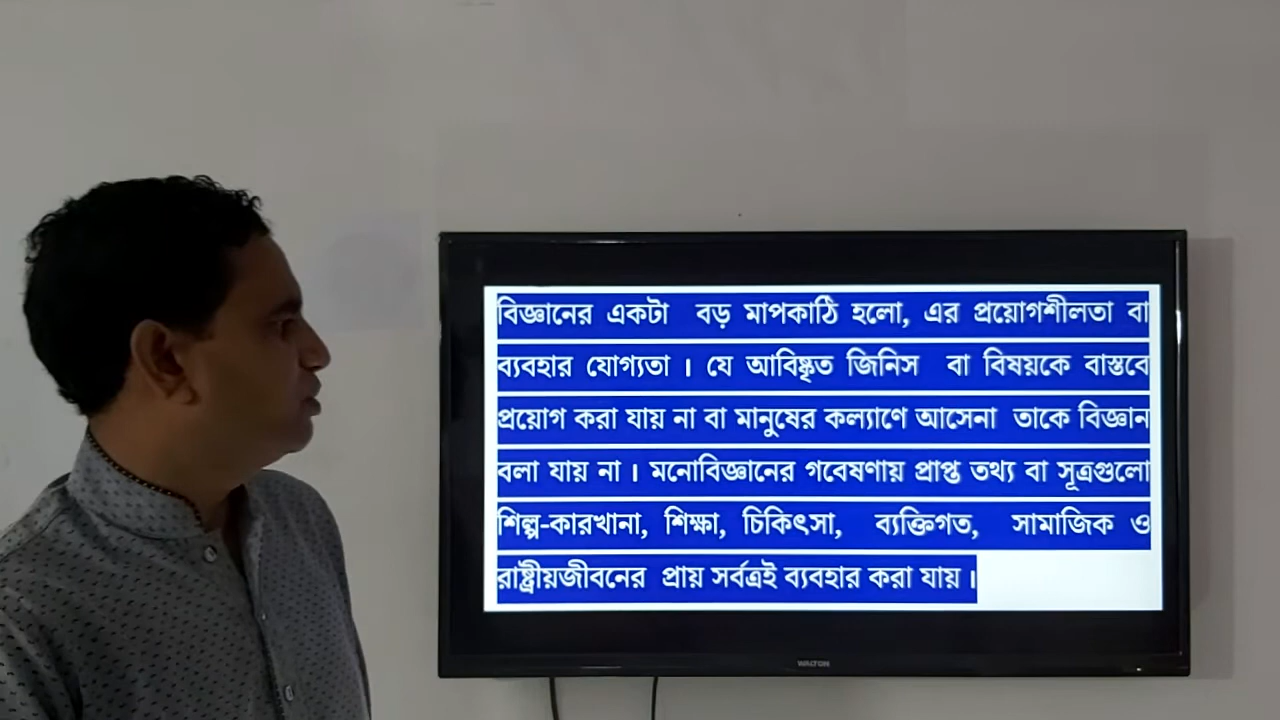 বিজ্ঞানের একটা বড় মাপকাঠি হলো, এর প্রয়োগশীলতা বা
ব্যবহার যোগ্যতা । যে আবিষ্কৃত জিনিস বা বিষয়কে বাস্তবে
প্রয়োগ করা যায় না বা মানুষের কল্যাণে আসেনা তাকে বিজ্ঞান
বলা যায় না । মনোবিজ্ঞানের গবেষণায় প্রাপ্ত তথ্য বা সূত্রগুলো
শিল্প-কারখানা, শিক্ষা, চিকিৎসা, ব্যক্তিগত, সামাজিক ও
রাষ্ট্রীয়জীবনের প্রায় সর্বত্রই ব্যবহার করা যায় ।
WALTON